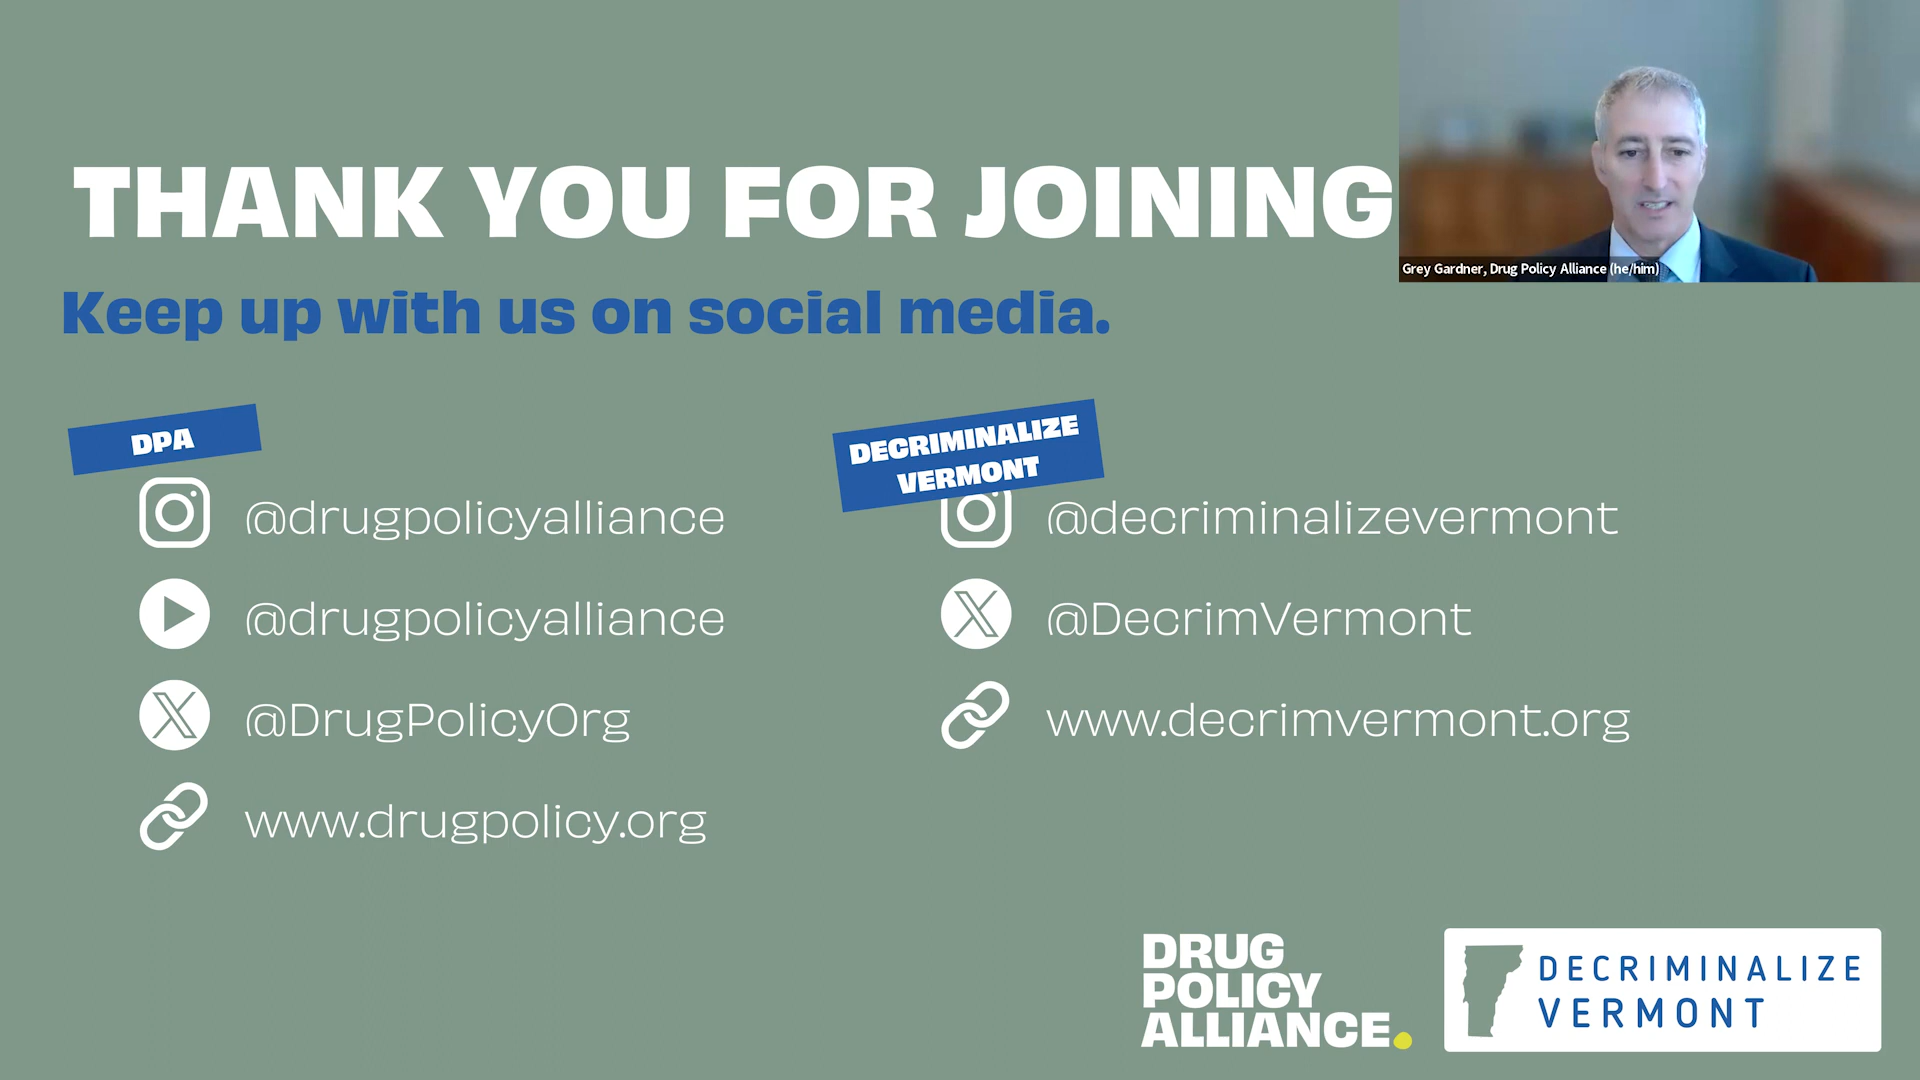 THANK YOU FOR JOINING
Grey Gardner, Drug Policy Alliance (he/him)
Keep up with us on social media.
DPA
@drugpolicyalliance
@drugpolicyalliance
@DrugPolicyOrg
www.drugpolicy.org
DECRIMINALIZE
VERMONT
@decriminalizevermont
@DecrimVermont
www.decrimvermont.org
DRUG
POLICY
ALLIANCE.
DECRIMINALIZE
VERMONT